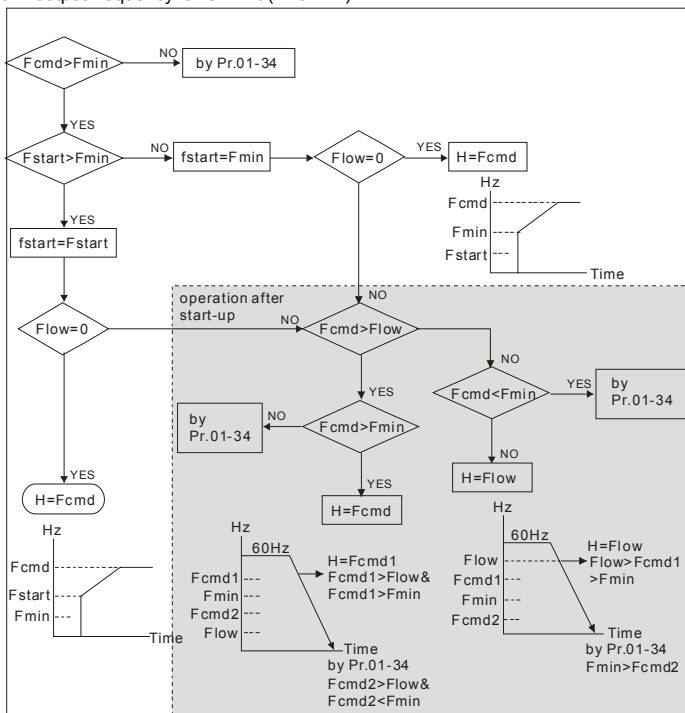 Fcmd>Fmin
NO
by Pr.01-34
YES
Fstart>Fmin
NO
fstart=Fmin
Flow=0
YES
H=Fcmd
Hz
Fcmd
Fmin
Fstart
Time
YES
fstart=Fstart
NO
operation after
start-up
Flow=0
NO
Fcmd>Flow
NO
YES
Fcmd<Fmin
YES
by
Pr.01-34
by
Pr.01-34
NO
Fcmd>Fmin
NO
H=Flow
YES
H=Fcmd
YES
H=Fcmd
Hz
Fcmd
Fstart
Fmin
Time
Hz
60Hz
Fcmd1
Fmin
Fcmd2
Flow
H=Fcmd1
Fcmd1>Flow&
Fcmd1>Fmin
Time
by Pr.01-34
Fcmd2>Flow&
Fcmd2<Fmin
Hz
60Hz
Flow
Fcmd1
Fmin
Fcmd2
H=Flow
Flow>Fcmd1
>Fmin
Time
by Pr.01-34
Fmin>Fcmd2